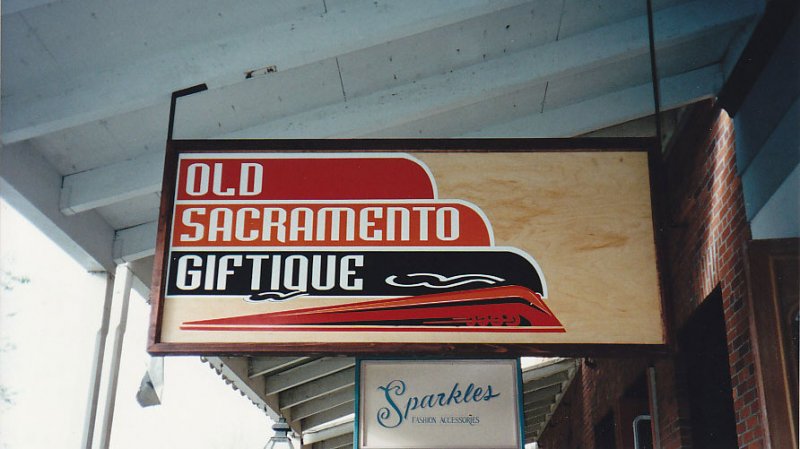 OLD
SACRAMENTO
GIFTIQUE
Sparkles
FASHION ACCESSORIES